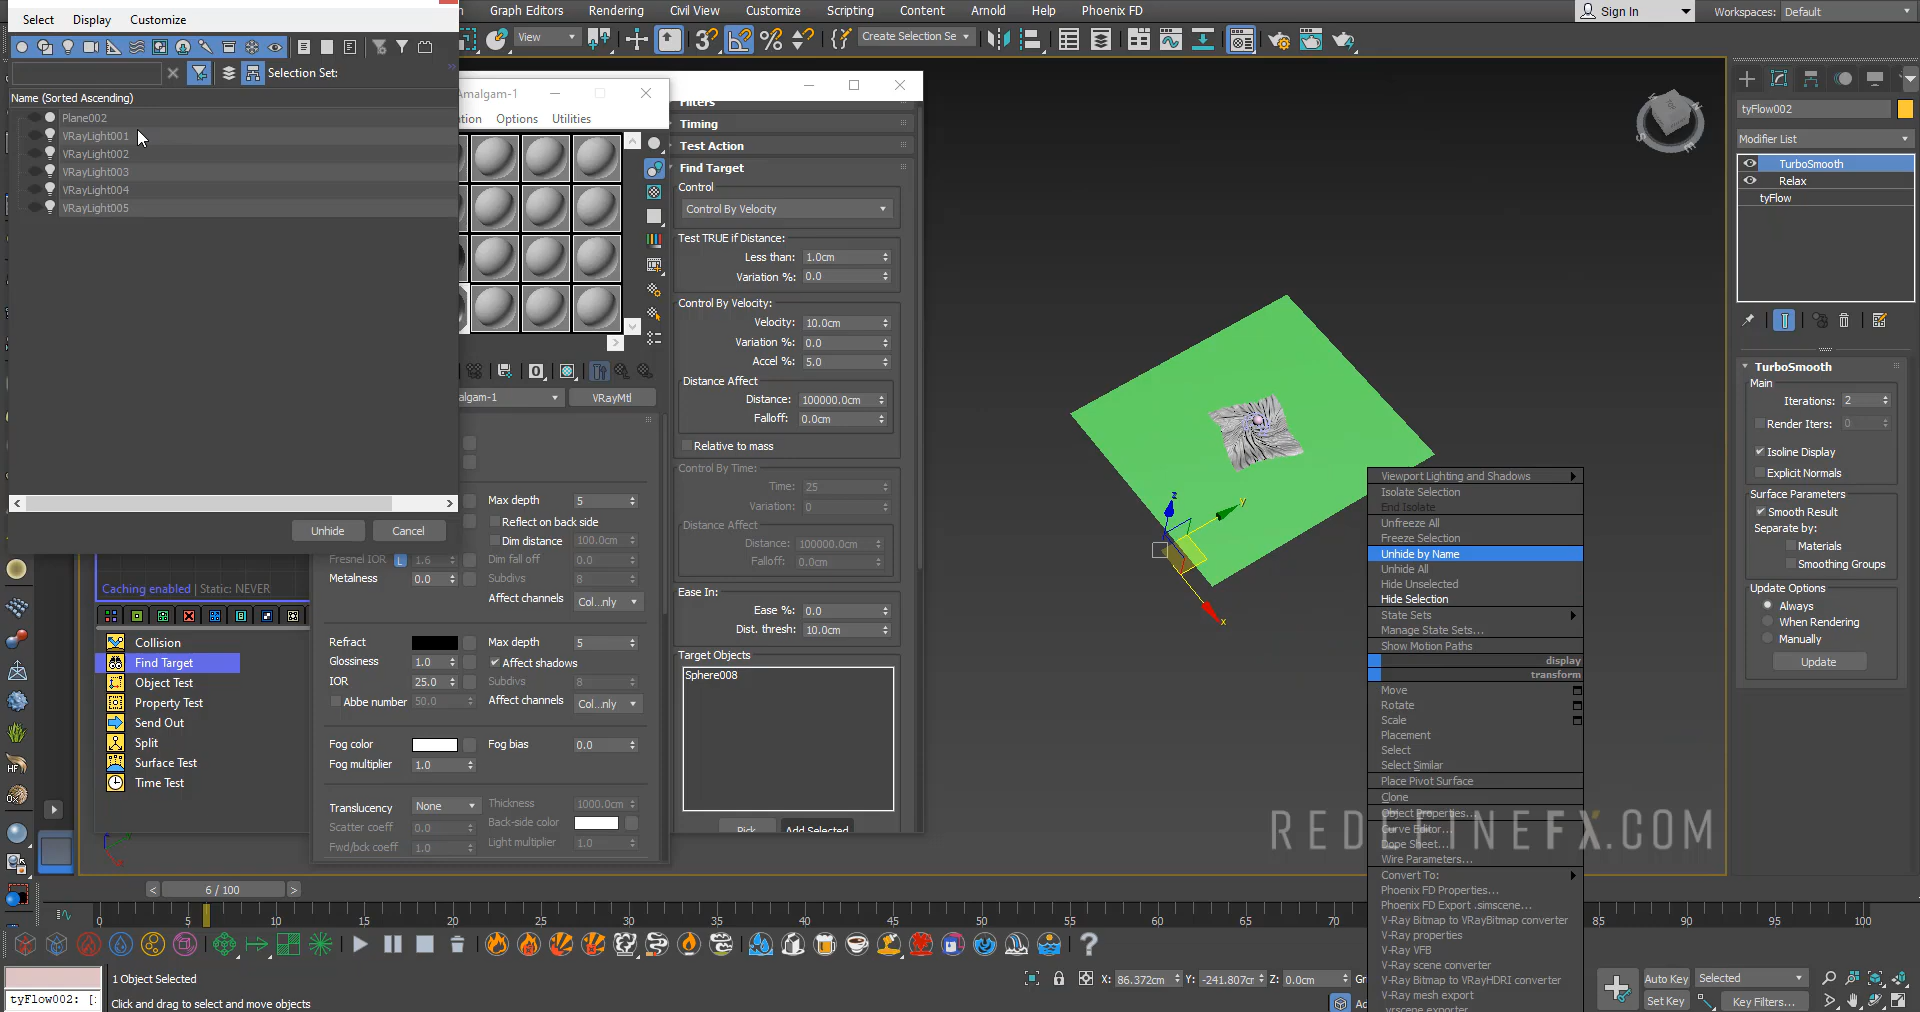 Select Display Customize
Graph Editors Rendering Civil View Customize Scripting Content Arnold Help Phoenix FD
Sign In
Workspaces: Default
View
Create Selection Se
Selection Set:
Name (Sorted Ascending)
Plane002
VRayLight001
VRayLight002
VRayLight003
VRayLight004
VRayLight005
Unhide Cancel
Amalgam-1
Options Utilities
VRayMtl
Max depth 5
Reflect on back side
Dim distance 100.0cm
Fresnel IOR L 1.6 Dim fall off 0.0
Metalness 0.0 Subdivs 8
Affect channels Col...nly
Refract Max depth 5
Glossiness 1.0 Affect shadows
IOR 25.0 Subdivs 8
Abbe number 50.0 Affect channels Col...nly
Fog color Fog bias 0.0
Fog multiplier 1.0
Translucency None Thickness 1000.0cm
Scatter coeff 0.0 Back-side color
Fwd/bck coeff 1.0 Light multiplier 1.0
Filters
Timing
Test Action
Find Target
Control
Control By Velocity
Test TRUE if Distance:
Less than: 1.0cm
Variation %: 0.0
Control By Velocity:
Velocity: 10.0cm
Variation %: 0.0
Accel %: 5.0
Distance Affect
Distance: 100000.0cm
Falloff: 0.0cm
Relative to mass
Control By Time:
Time: 25
Variation: 0
Distance Affect
Distance: 100000.0cm
Falloff: 0.0cm
Ease In:
Ease %: 0.0
Dist. thresh: 10.0cm
Target Objects
Sphere008
Pick Add Selected
Caching enabled | Static: NEVER
Collision
Find Target
Object Test
Property Test
Send Out
Split
Surface Test
Time Test
z
y
x
Viewport Lighting and Shadows
Isolate Selection
End Isolate
Unfreeze All
Freeze Selection
Unhide by Name
Unhide All
Hide Unselected
Hide Selection
State Sets
Manage State Sets...
Show Motion Paths
display
transform
Move
Rotate
Scale
Placement
Select
Select Similar
Place Pivot Surface
Clone
Object Properties...
Curve Editor...
Dope Sheet...
Wire Parameters...
Convert To:
Phoenix FD Properties...
Phoenix FD Export .simscene...
V-Ray Bitmap to VRayBitmap converter
V-Ray properties
V-Ray VFB
V-Ray scene converter
V-Ray Bitmap to VRayHDRI converter
V-Ray mesh export
.vrscene exporter
REDEFINEFX.COM
tyFlow002
Modifier List
TurboSmooth
Relax
tyFlow
TurboSmooth
Main
Iterations: 2
Render Iters: 0
Isoline Display
Explicit Normals
Surface Parameters
Smooth Result
Separate by:
Materials
Smoothing Groups
Update Options
Always
When Rendering
Manually
Update
< 6 / 100 >
0 5 10 15 20 25 30 35 40 45 50 55 60 65 70 85 90 95 100
1 Object Selected
X: 86.372cm Y: -241.807cr Z: 0.0cm
Auto Key Selected
tyFlow002: [
Click and drag to select and move objects
Set Key Key Filters...